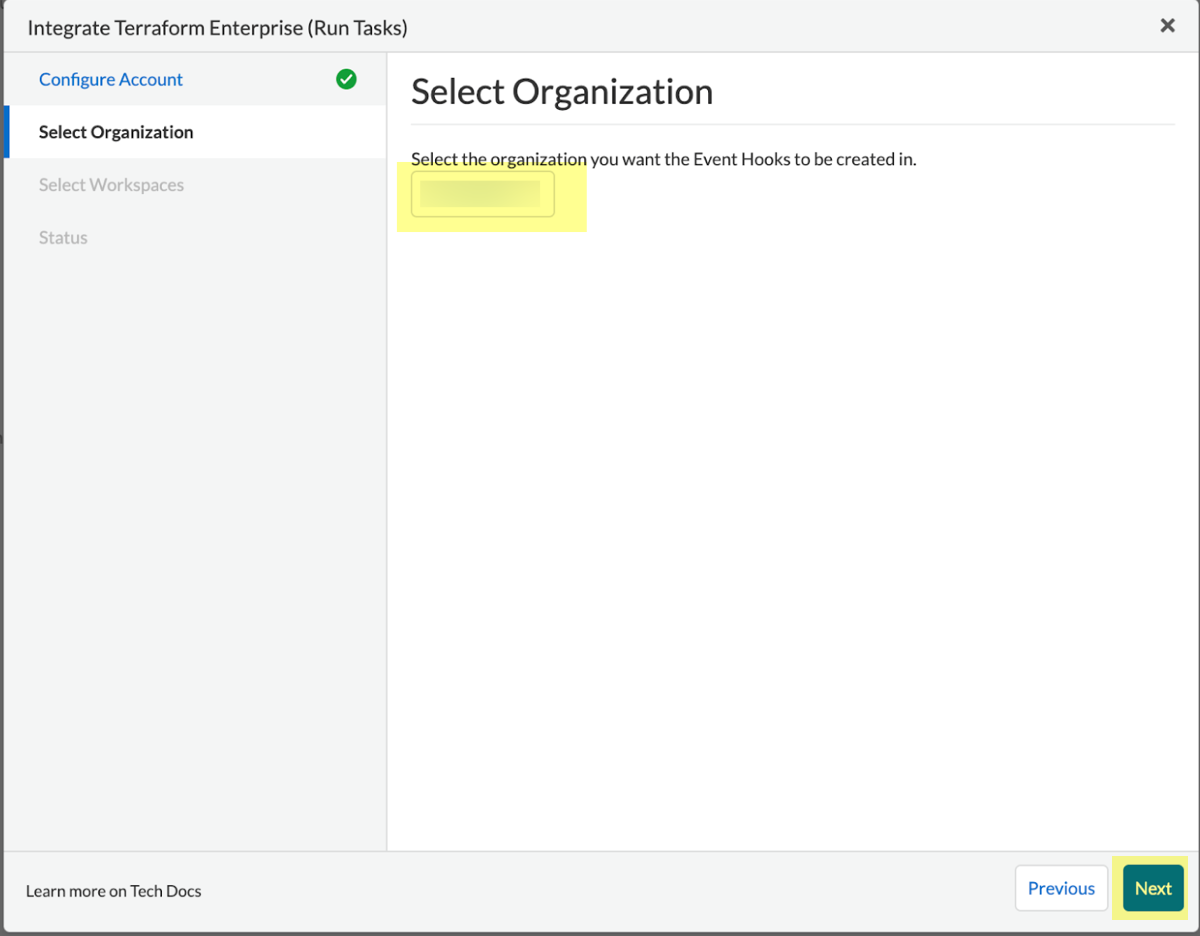 Integrate Terraform Enterprise (Run Tasks)
Configure Account
Select Organization
Select Workspaces
Status
Select Organization
Select the organization you want the Event Hooks to be created in.
Learn more on Tech Docs
Previous
Next